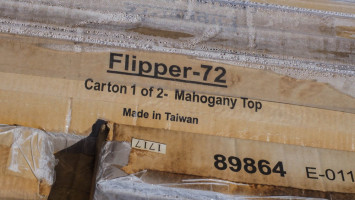 Flipper-72
Carton 1 of 2- Mahogany Top
Made in Taiwan
1717
89864 E-011